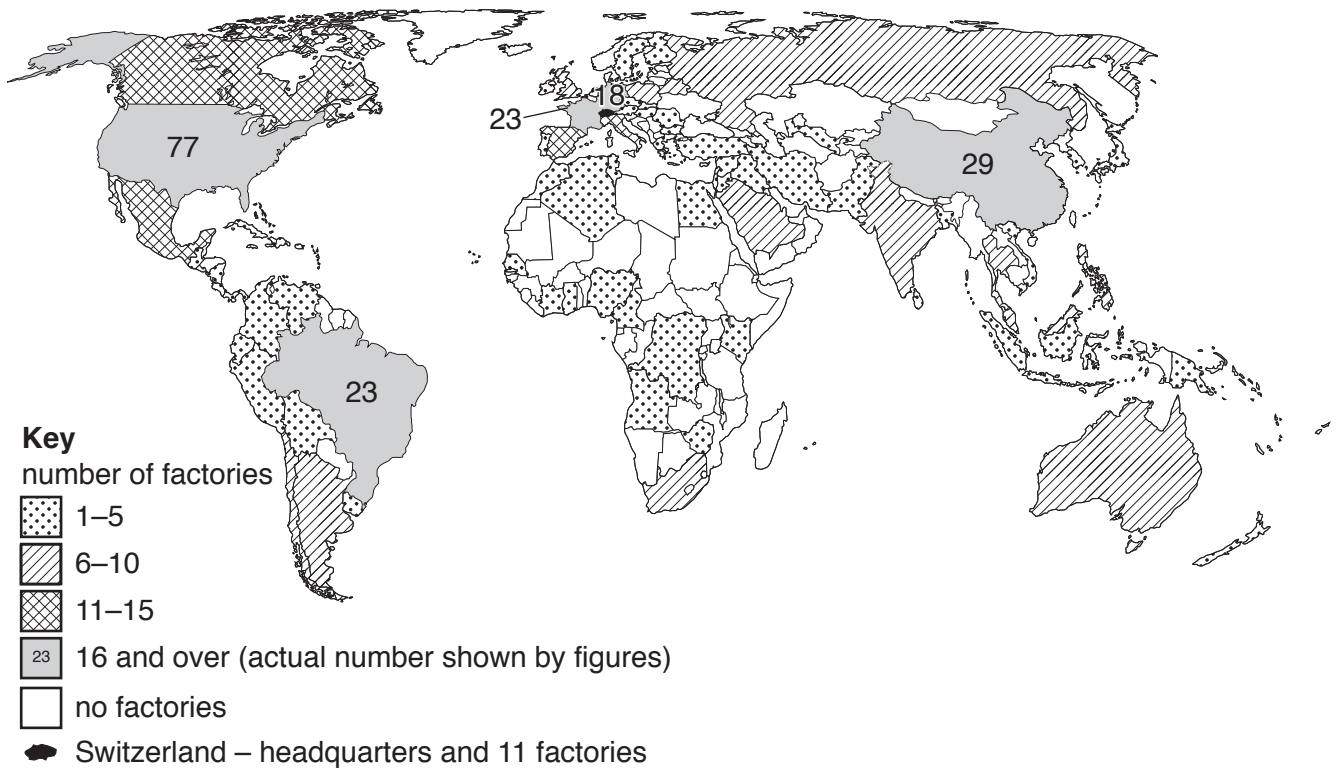 18
23
77
29
23
Key
number of factories
1–5
6–10
11–15
23 16 and over (actual number shown by figures)
no factories
Switzerland – headquarters and 11 factories